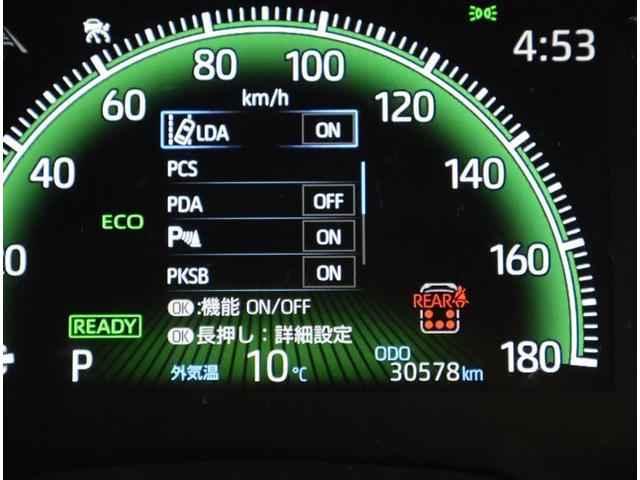 4:53
80 100
km/h
60 120
LDA ON
40 PCS 140
PDA OFF
ECO
P ON
20 160
PKSB ON
REAR
OK:機能 ON/OFF
READY
OK 長押し:詳細設定
180
P 外気温 10℃
ODO
30578km